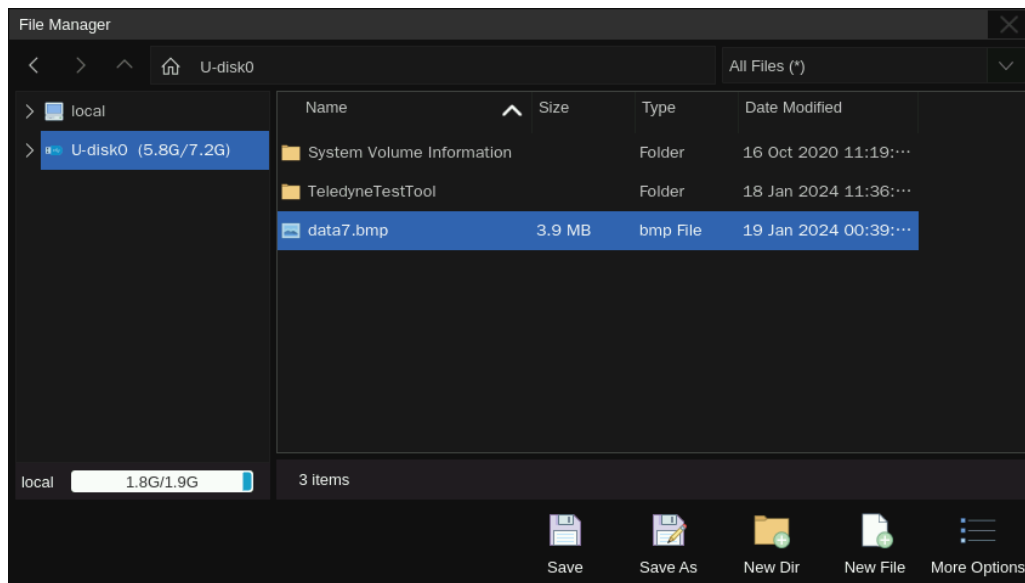 File Manager
U-disk0
All Files (*)
local
U-disk0 (5.8G/7.2G)
Name Size Type Date Modified
System Volume Information Folder 16 Oct 2020 11:19:···
TeledyneTestTool Folder 18 Jan 2024 11:36:···
data7.bmp 3.9 MB bmp File 19 Jan 2024 00:39:···
local 1.8G/1.9G
3 items
Save Save As New Dir New File More Options